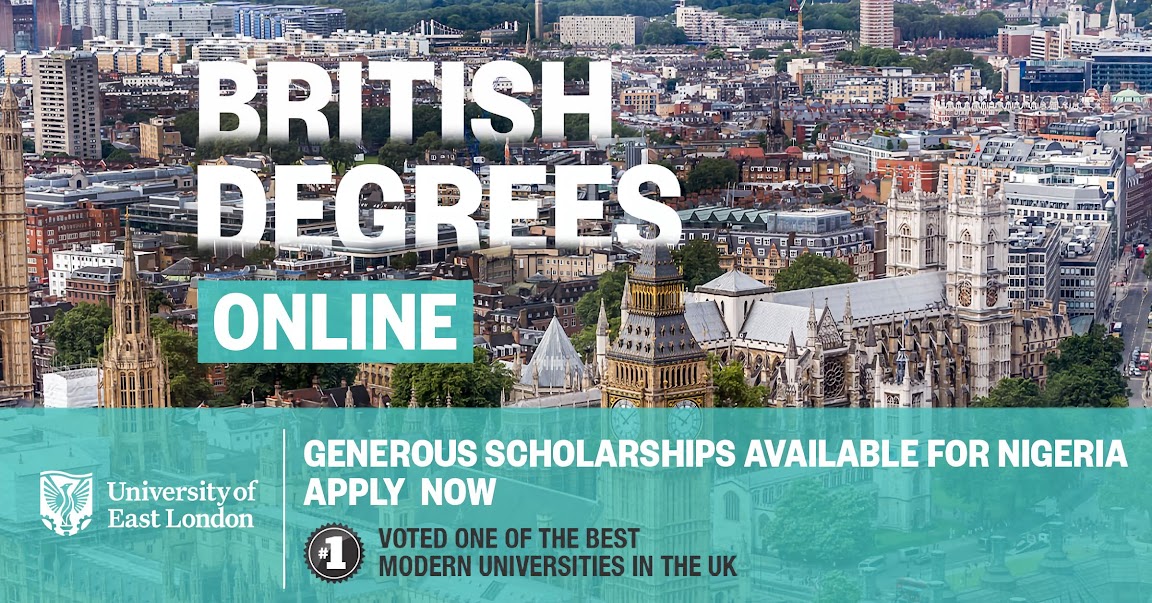 BRITISH
DEGREES
ONLINE
University of
East London
GENEROUS SCHOLARSHIPS AVAILABLE FOR NIGERIA
APPLY NOW
#1
VOTED ONE OF THE BEST
MODERN UNIVERSITIES IN THE UK